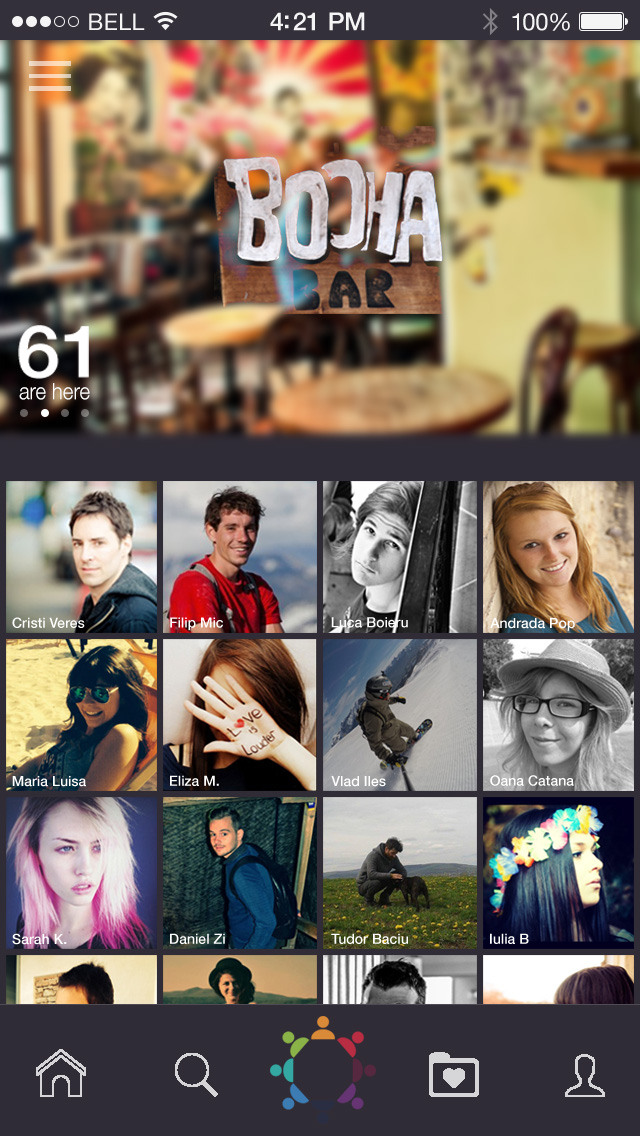 BELL 4:21 PM 100%
BOCHA
BAR
61
are here
Cristi Veres
Filip Mic
Luca Boieru
Andrada Pop
Maria Luisa
Love
is
Louder
Eliza M.
Vlad Iles
Oana Catana
Sarah K.
Daniel Zi
Tudor Baciu
Iulia B